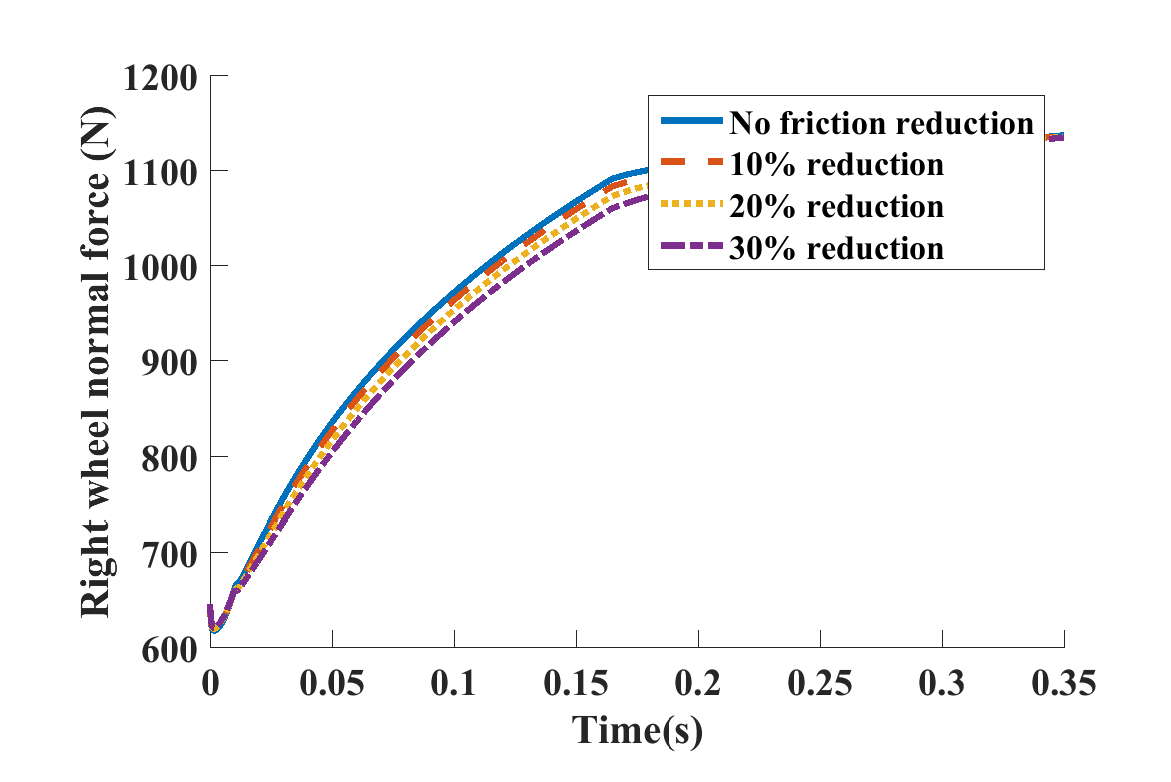 Right wheel normal force (N)
1200
1100
1000
900
800
700
600
No friction reduction
10% reduction
20% reduction
30% reduction
0 0.05 0.1 0.15 0.2 0.25 0.3 0.35
Time(s)